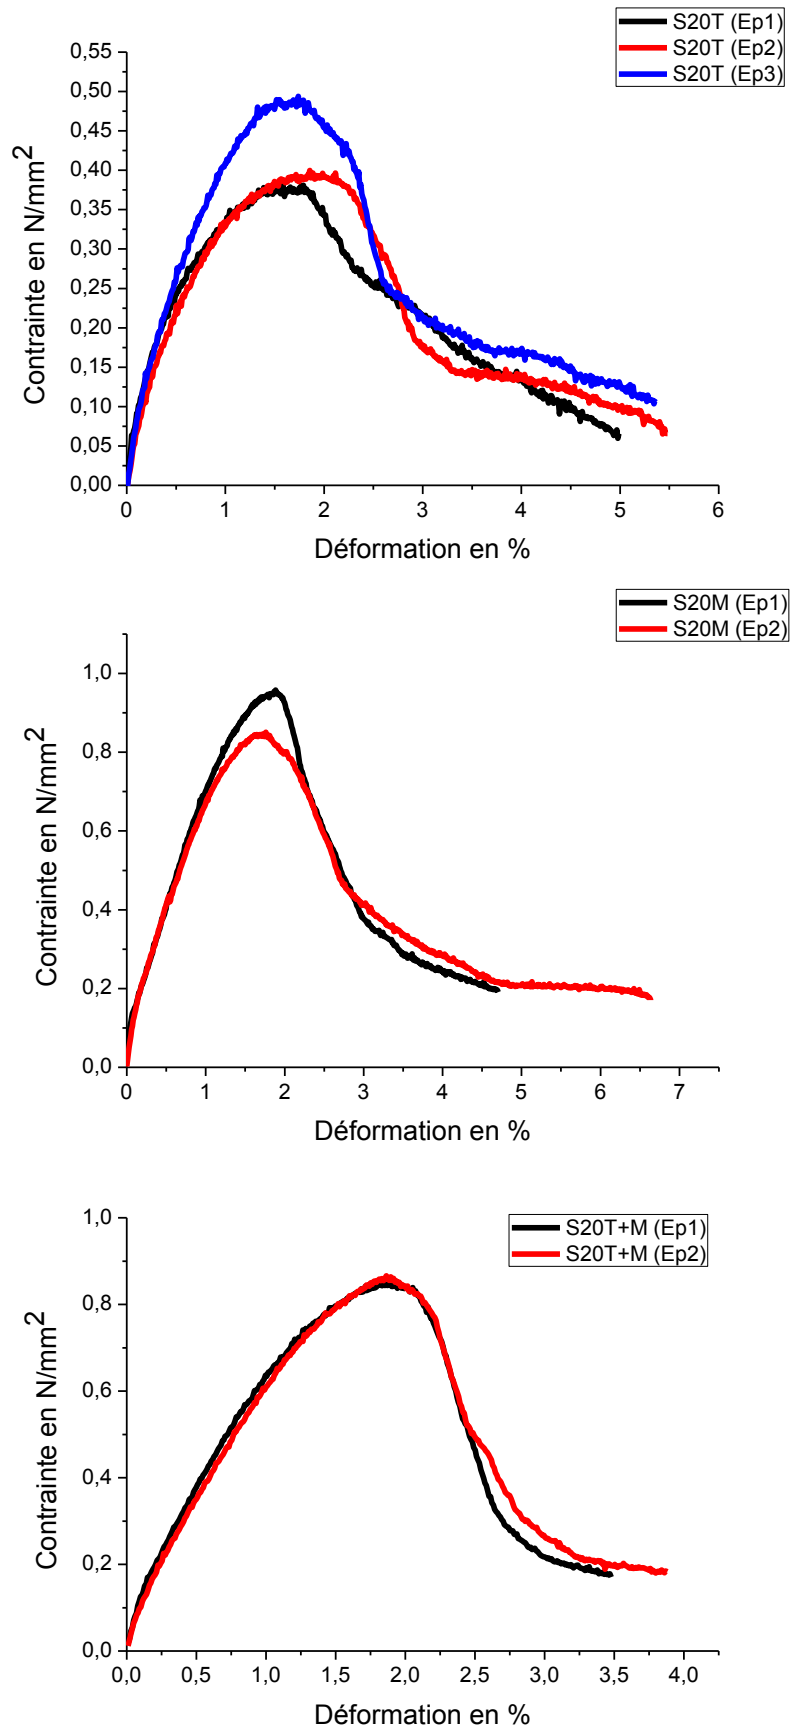 S20T (Ep1)
S20T (Ep2)
S20T (Ep3)
0,55
0,50
0,45
0,40
0,35
0,30
0,25
0,20
0,15
0,10
0,05
0,00
Contrainte en N/mm²
0 1 2 3 4 5 6
Déformation en %
S20M (Ep1)
S20M (Ep2)
1,0
0,8
0,6
0,4
0,2
0,0
Contrainte en N/mm²
0 1 2 3 4 5 6 7
Déformation en %
S20T+M (Ep1)
S20T+M (Ep2)
1,0
0,8
0,6
0,4
0,2
0,0
Contrainte en N/mm²
0,0 0,5 1,0 1,5 2,0 2,5 3,0 3,5 4,0
Déformation en %